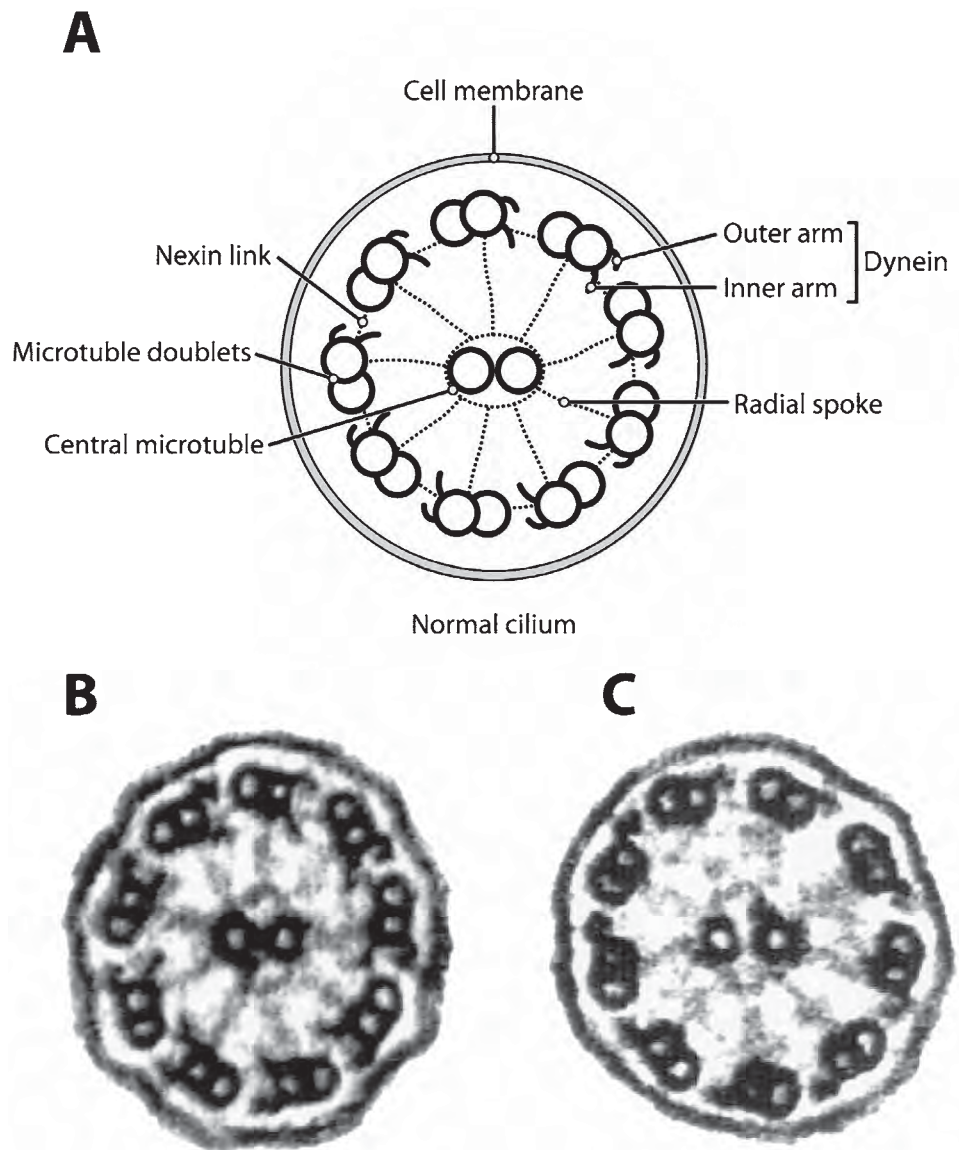 A
Cell membrane
Outer arm
Dynein
Nexin link
Inner arm
Microtuble doublets
Radial spoke
Central microtuble
Normal cilium
B
C